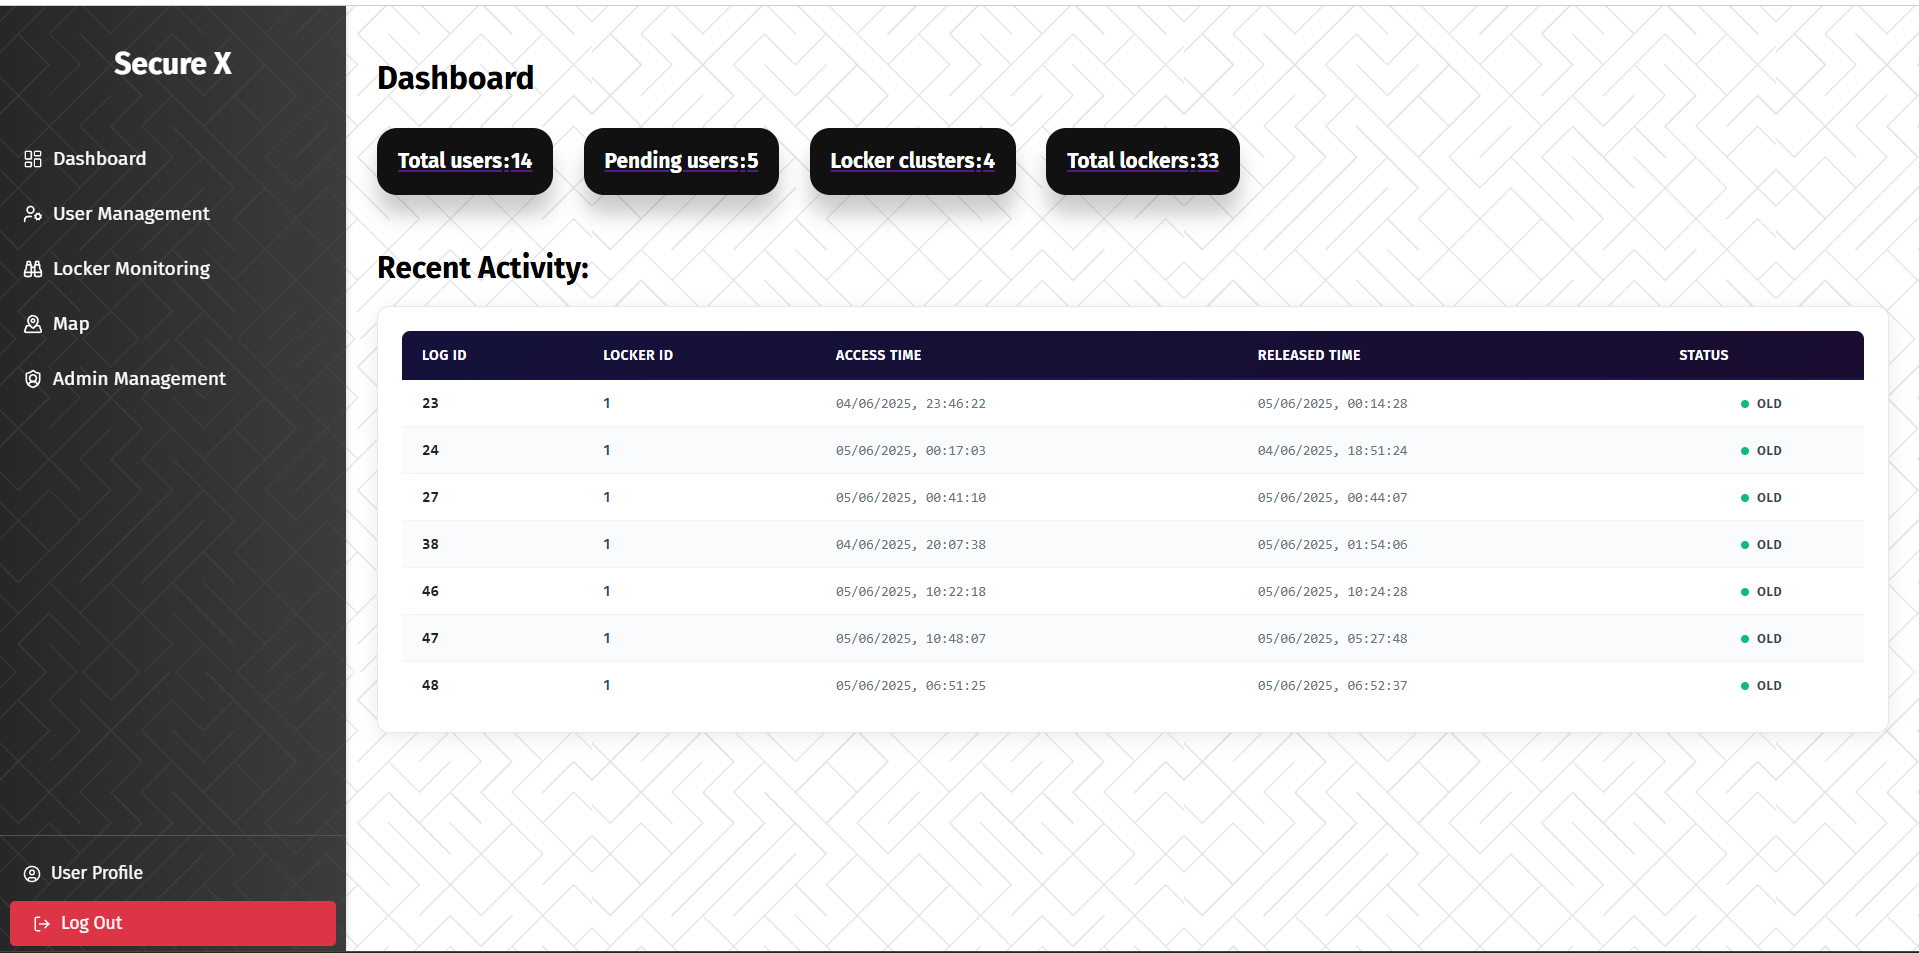 Secure X
Dashboard
User Management
Locker Monitoring
Map
Admin Management
User Profile
Log Out
Dashboard
Total users:14 Pending users:5 Locker clusters:4 Total lockers:33
Recent Activity:
LOG ID LOCKER ID ACCESS TIME RELEASED TIME STATUS
23 1 04/06/2025, 23:46:22 05/06/2025, 00:14:28 OLD
24 1 05/06/2025, 00:17:03 04/06/2025, 18:51:24 OLD
27 1 05/06/2025, 00:41:10 05/06/2025, 00:44:07 OLD
38 1 04/06/2025, 20:07:38 05/06/2025, 01:54:06 OLD
46 1 05/06/2025, 10:22:18 05/06/2025, 10:24:28 OLD
47 1 05/06/2025, 10:48:07 05/06/2025, 05:27:48 OLD
48 1 05/06/2025, 06:51:25 05/06/2025, 06:52:37 OLD